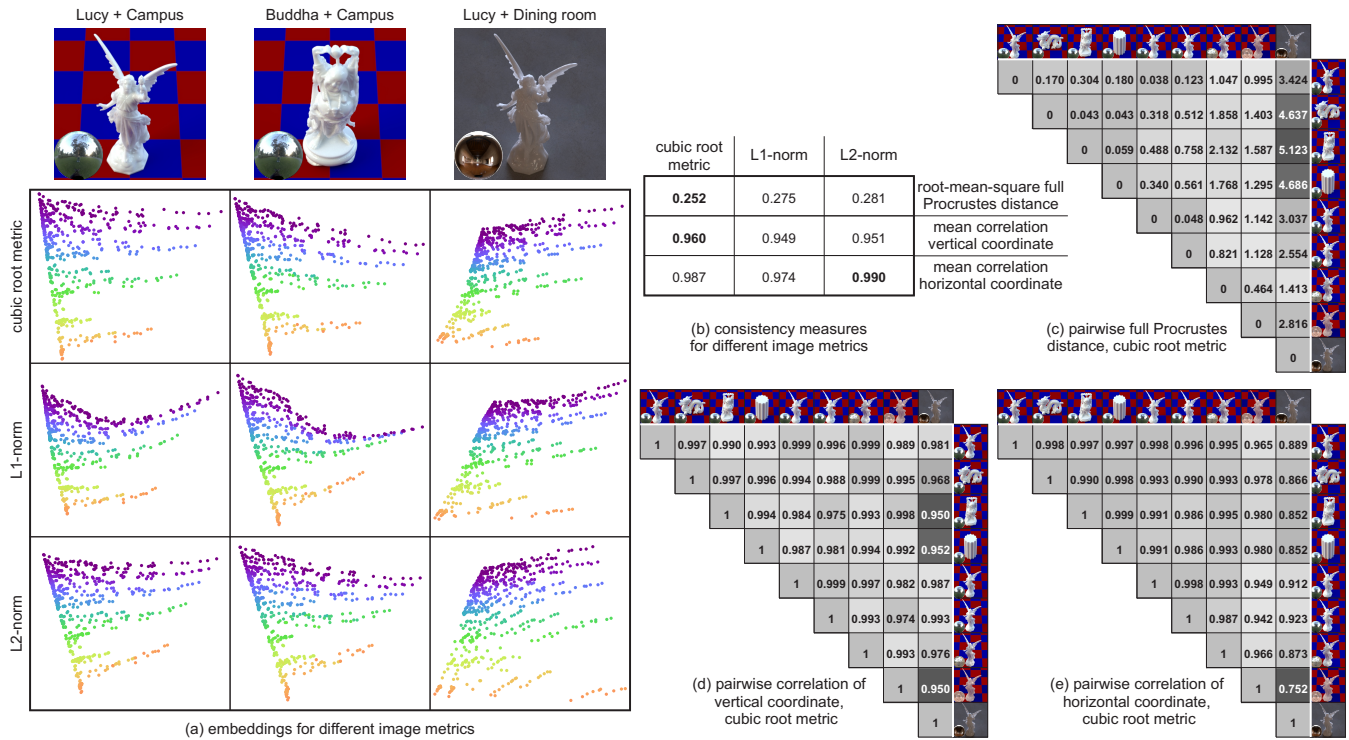 Lucy + Campus
Buddha + Campus
Lucy + Dining room
cubic root metric
L1-norm
L2-norm
(a) embeddings for different image metrics
cubic root
metric
L1-norm
L2-norm
0.252 0.275 0.281 root-mean-square full
Procrustes distance
0.960 0.949 0.951 mean correlation
vertical coordinate
0.987 0.974 0.990 mean correlation
horizontal coordinate
(b) consistency measures
for different image metrics
0 0.170 0.304 0.180 0.038 0.123 1.047 0.995 3.424
0 0.043 0.043 0.318 0.512 1.858 1.403 4.637
0 0.059 0.488 0.758 2.132 1.587 5.123
0 0.340 0.561 1.768 1.295 4.686
0 0.048 0.962 1.142 3.037
0 0.821 1.128 2.554
0 0.464 1.413
0 2.816
0
(c) pairwise full Procrustes
distance, cubic root metric
1 0.997 0.990 0.993 0.999 0.996 0.999 0.989 0.981
1 0.997 0.996 0.994 0.988 0.999 0.995 0.968
1 0.994 0.984 0.975 0.993 0.998 0.950
1 0.987 0.981 0.994 0.992 0.952
1 0.999 0.997 0.982 0.987
1 0.993 0.974 0.993
1 0.993 0.976
1 0.950
1
(d) pairwise correlation of
vertical coordinate,
cubic root metric
1 0.998 0.997 0.997 0.998 0.996 0.995 0.965 0.889
1 0.990 0.998 0.993 0.990 0.993 0.978 0.866
1 0.999 0.991 0.986 0.995 0.980 0.852
1 0.991 0.986 0.993 0.980 0.852
1 0.998 0.993 0.949 0.912
1 0.987 0.942 0.923
1 0.966 0.873
1 0.752
1
(e) pairwise correlation of
horizontal coordinate,
cubic root metric